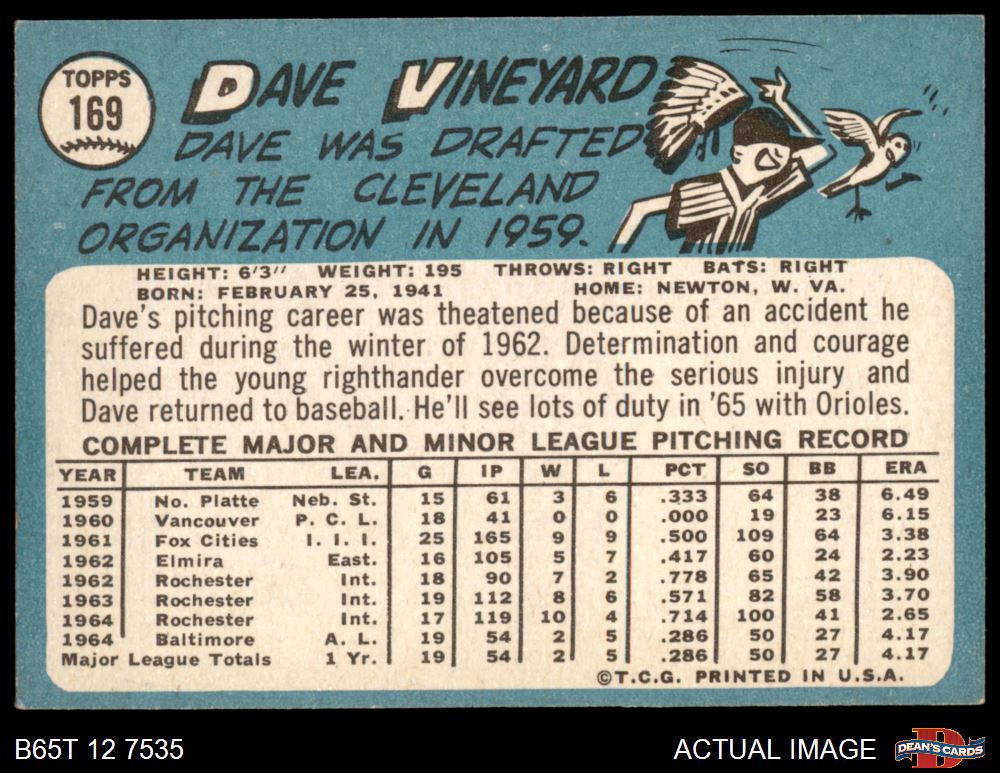 TOPPS
169
DAVE VINEYARD
DAVE WAS DRAFTED
FROM THE CLEVELAND
ORGANIZATION IN 1959.
HEIGHT: 6'3" WEIGHT: 195 THROWS: RIGHT BATS: RIGHT
BORN: FEBRUARY 25, 1941 HOME: NEWTON, W. VA.
Dave's pitching career was theatened because of an accident he
suffered during the winter of 1962. Determination and courage
helped the young righthander overcome the serious injury and
Dave returned to baseball. He'll see lots of duty in '65 with Orioles.
COMPLETE MAJOR AND MINOR LEAGUE PITCHING RECORD
YEAR TEAM LEA. G IP W L PCT SO BB ERA
1959 No. Platte Neb. St. 15 61 3 6 .333 64 38 6.49
1960 Vancouver P. C. L. 18 41 0 0 .000 19 23 6.15
1961 Fox Cities I. I. I. 25 165 9 9 .500 109 64 3.38
1962 Elmira East. 16 105 5 7 .417 60 24 2.23
1962 Rochester Int. 18 90 7 2 .778 65 42 3.90
1963 Rochester Int. 19 112 8 6 .571 82 58 3.70
1964 Rochester Int. 17 119 10 4 .714 100 41 2.65
1964 Baltimore A. L. 19 54 2 5 .286 50 27 4.17
Major League Totals 1 Yr. 19 54 2 5 .286 50 27 4.17
©T.C.G. PRINTED IN U.S.A.
B65T 12 7535 ACTUAL IMAGE
DEAN'S CARDS